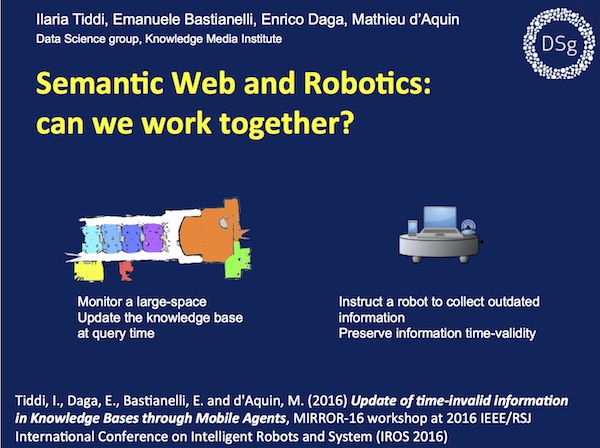 Ilaria Tiddi, Emanuele Bastianelli, Enrico Daga, Mathieu d'Aquin
Data Science group, Knowledge Media Institute
DSg
Semantic Web and Robotics:
can we work together?
Monitor a large-space
Update the knowledge base
at query time
Instruct a robot to collect outdated
information
Preserve information time-validity
Tiddi, I., Daga, E., Bastianelli, E. and d'Aquin, M. (2016) Update of time-invalid information
in Knowledge Bases through Mobile Agents, MIRROR-16 workshop at 2016 IEEE/RSJ
International Conference on Intelligent Robots and System (IROS 2016)